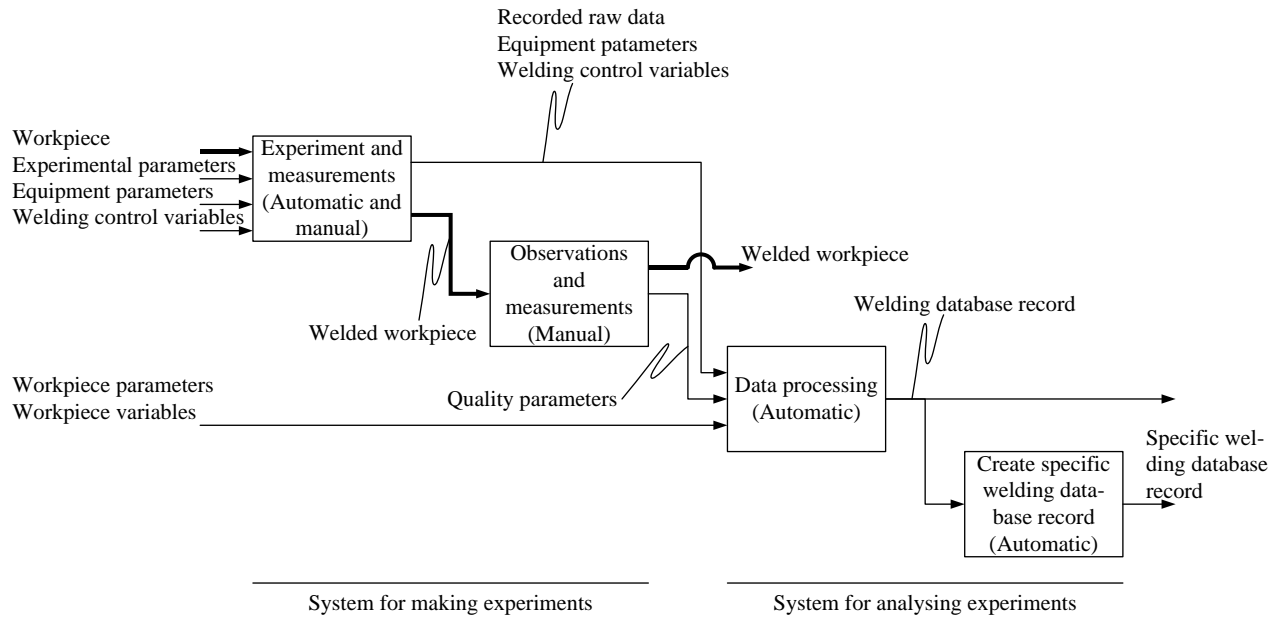 Recorded raw data
Equipment patameters
Welding control variables
Workpiece
Experimental parameters
Equipment parameters
Welding control variables
Experiment and
measurements
(Automatic and
manual)
Observations
and
measurements
(Manual)
Welded workpiece
Welded workpiece
Welding database record
Workpiece parameters
Workpiece variables
Quality parameters
Data processing
(Automatic)
Create specific
welding data-
base record
(Automatic)
Specific wel-
ding database
record
System for making experiments
System for analysing experiments